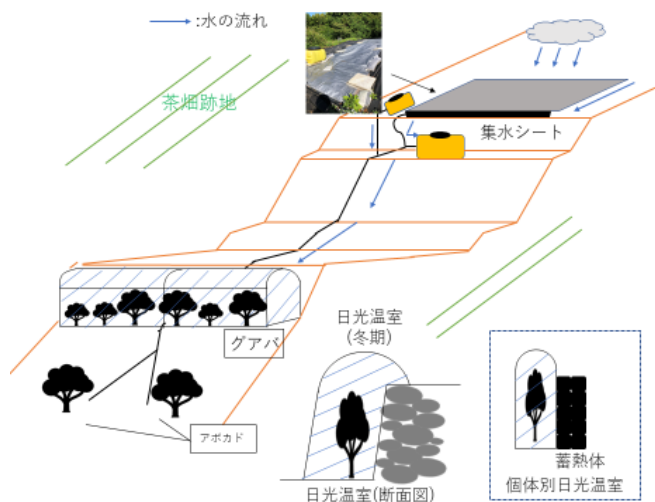 :水の流れ
茶畑跡地
集水シート
グアバ
アボカド
日光温室
(冬期)
日光温室(断面図)
蓄熱体
個体別日光温室